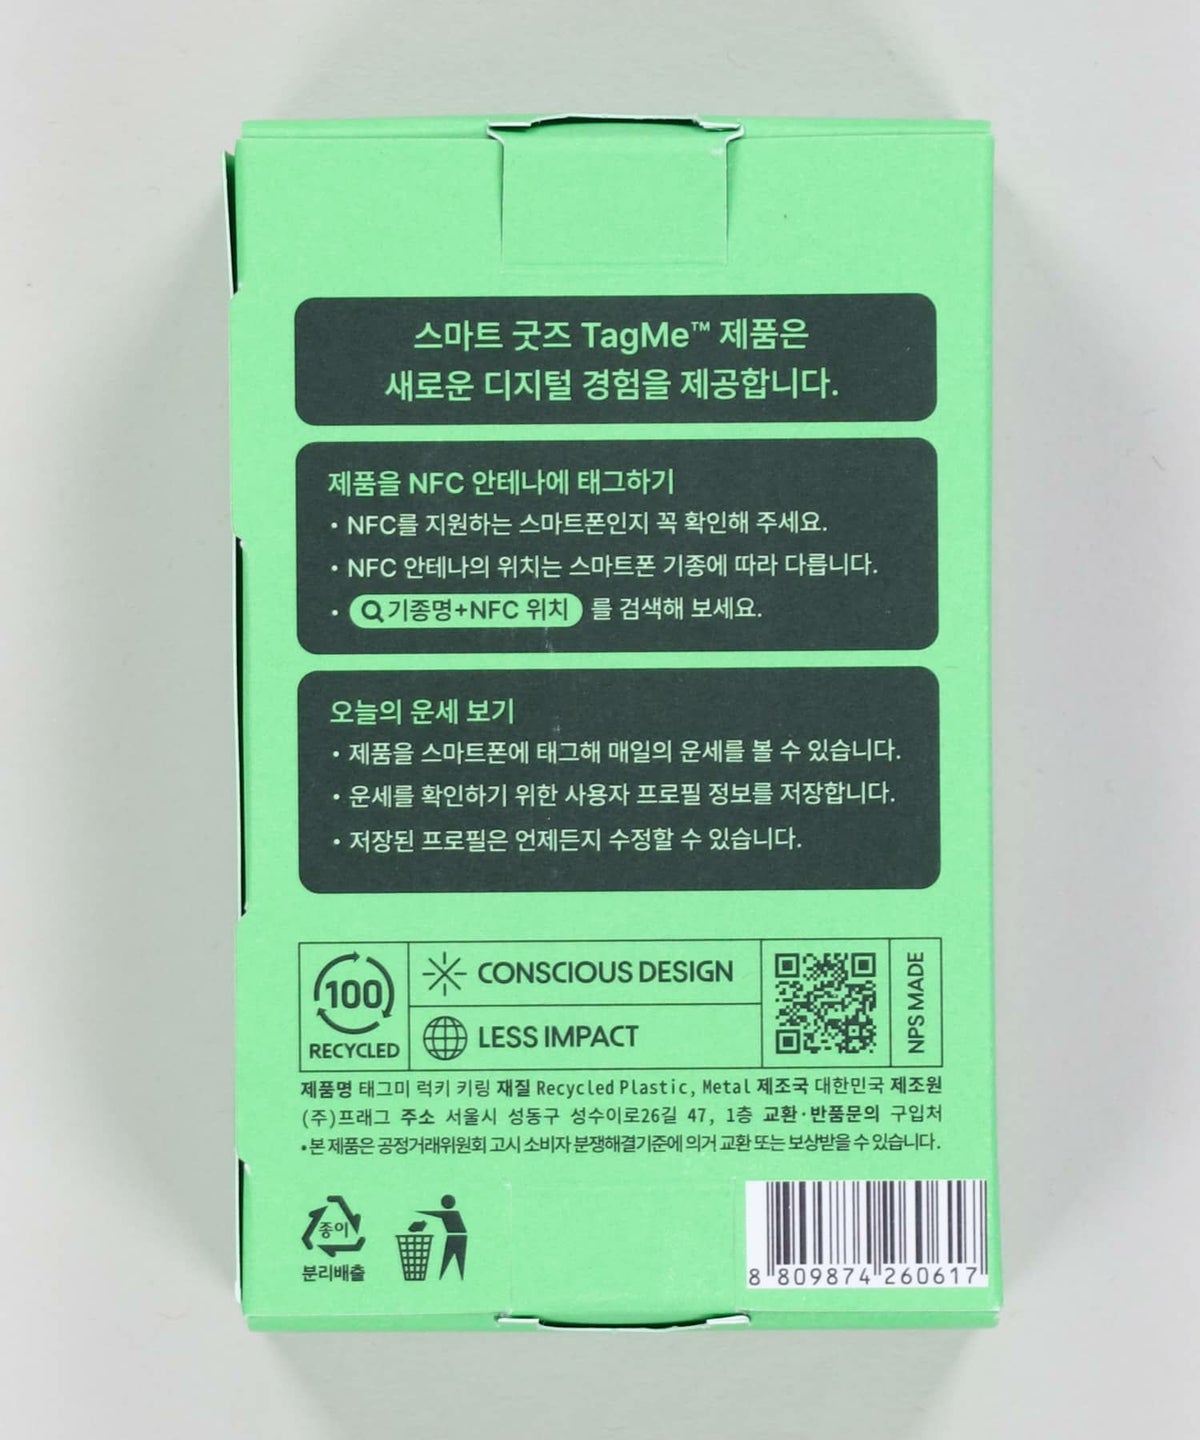 스마트 굿즈 TagMe™ 제품은
새로운 디지털 경험을 제공합니다.
제품을 NFC 안테나에 태그하기
• NFC를 지원하는 스마트폰인지 꼭 확인해 주세요.
• NFC 안테나의 위치는 스마트폰 기종에 따라 다릅니다.
• 기종명+NFC 위치 를 검색해 보세요.
오늘의 운세 보기
• 제품을 스마트폰에 태그해 매일의 운세를 볼 수 있습니다.
• 운세를 확인하기 위한 사용자 프로필 정보를 저장합니다.
• 저장된 프로필은 언제든지 수정할 수 있습니다.
100
RECYCLED
CONSCIOUS DESIGN
LESS IMPACT
NPS MADE
제품명 태그미 럭키 키링 재질 Recycled Plastic, Metal 제조국 대한민국 제조원
(주)프래그 주소 서울시 성동구 성수이로26길 47, 1층 교환·반품문의 구입처
•본 제품은 공정거래위원회 고시 소비자 분쟁해결기준에 의거 교환 또는 보상받을 수 있습니다.
종이
분리배출
8 809874 260617